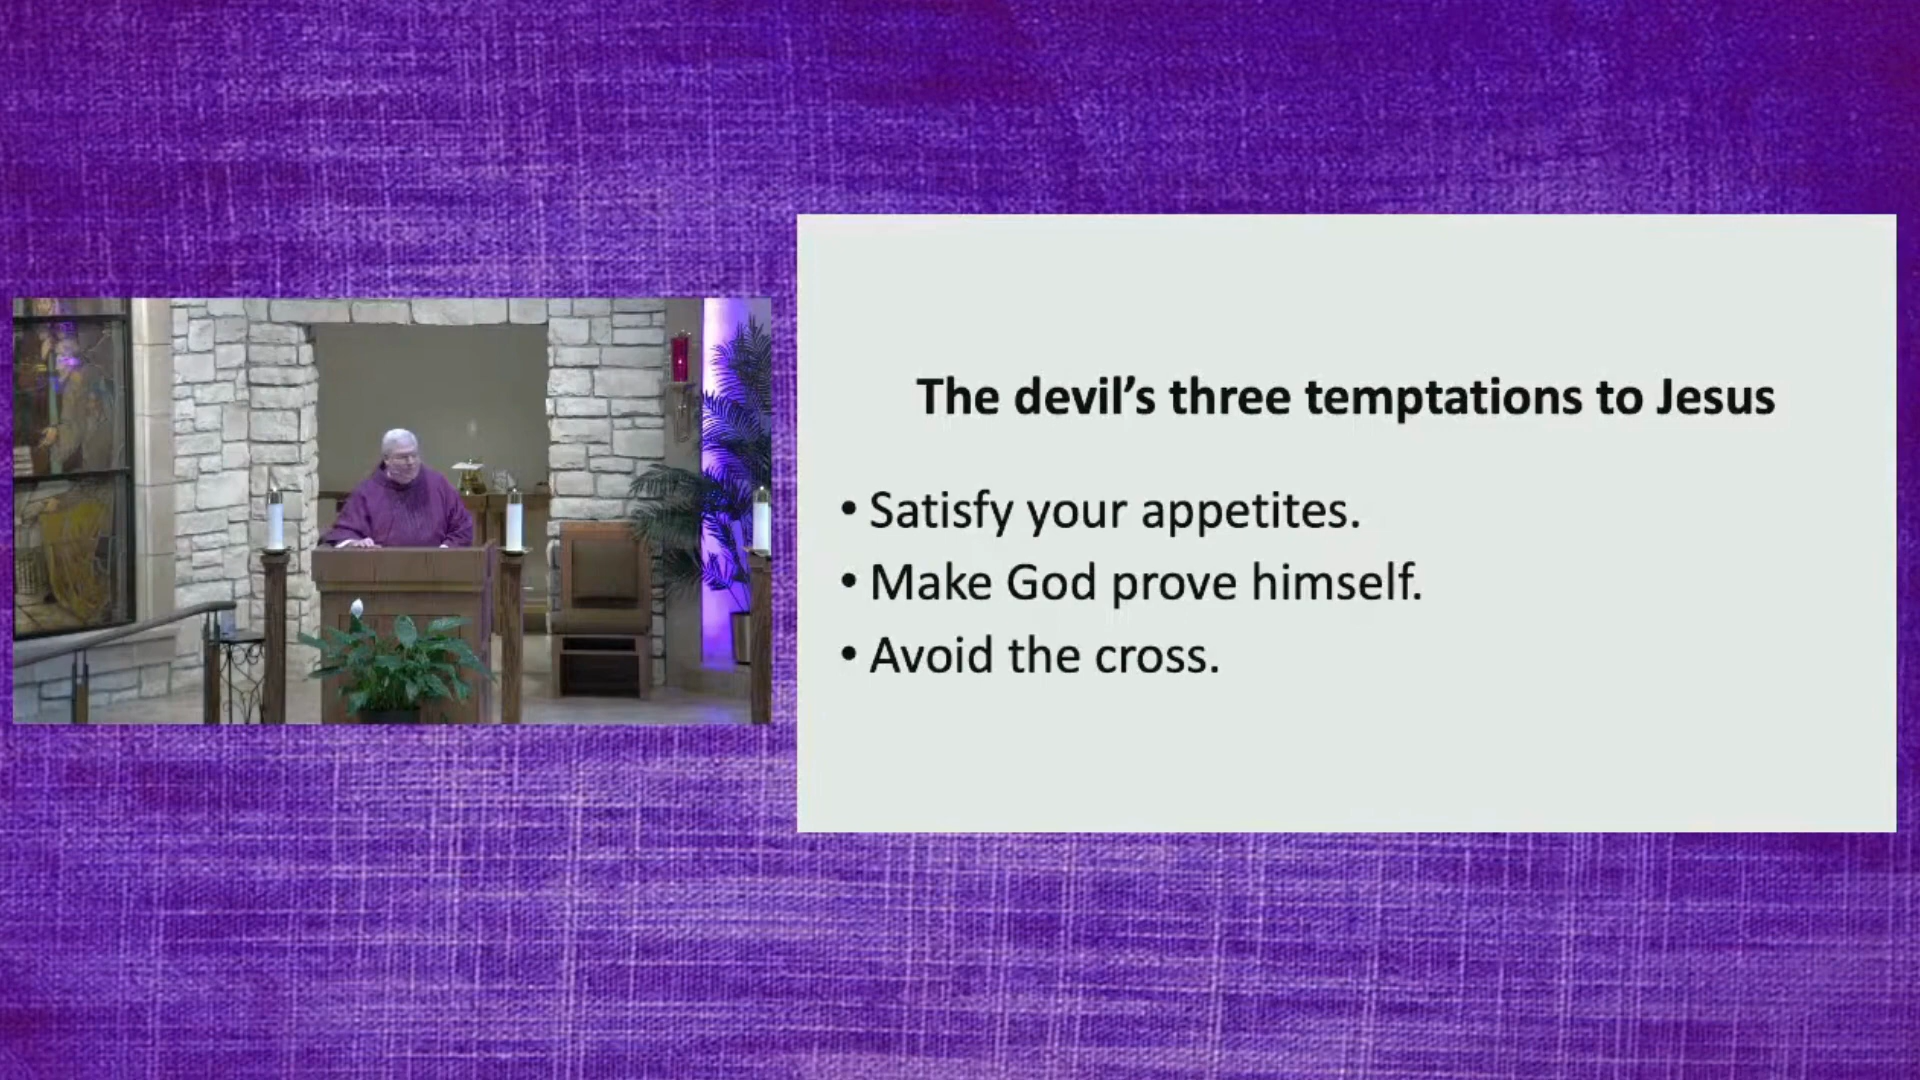 The devil’s three temptations to Jesus
• Satisfy your appetites.
• Make God prove himself.
• Avoid the cross.